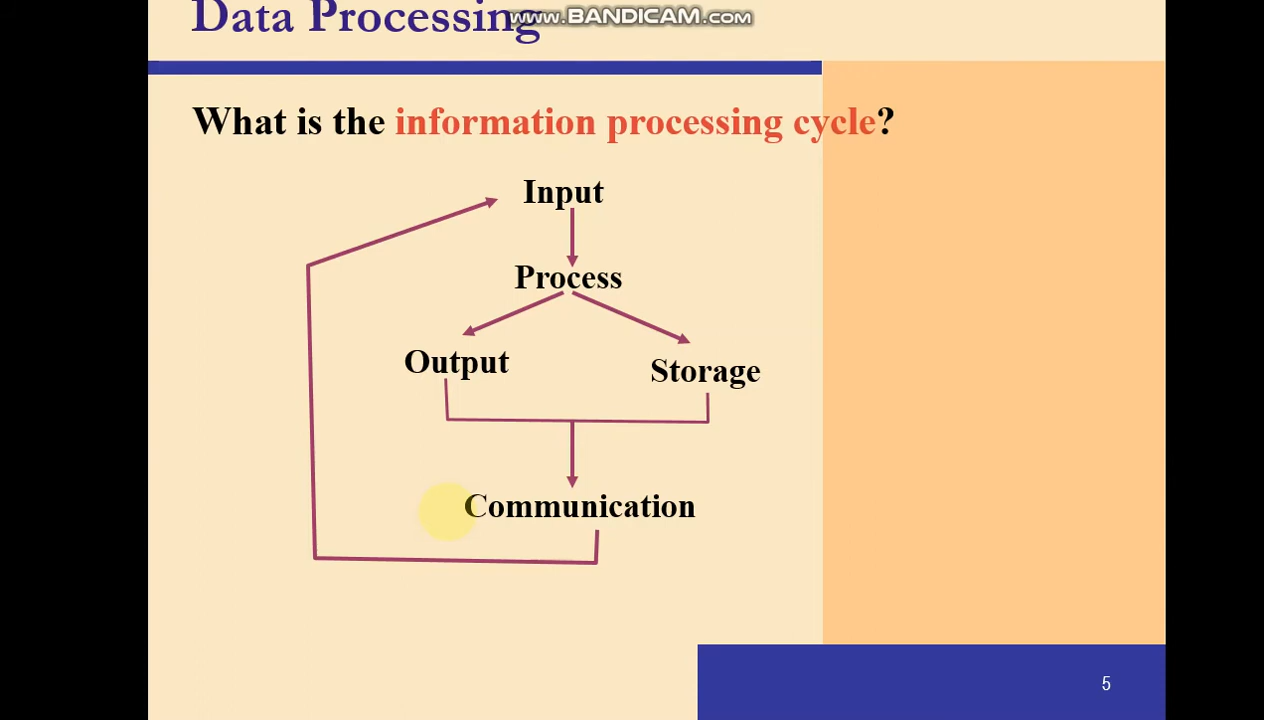 Data Processing
www.BANDICAM.com
What is the information processing cycle?
Input
Process
Output
Storage
Communication
5